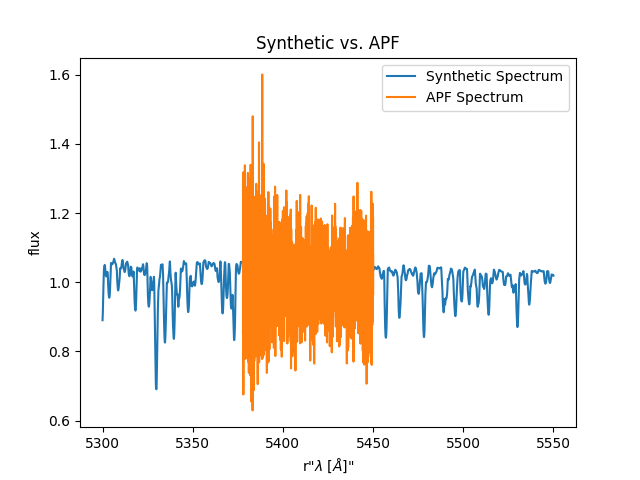 Synthetic vs. APF
Synthetic Spectrum
APF Spectrum
1.6
1.4
1.2
1.0
0.8
0.6
flux
5300 5350 5400 5450 5500 5550
r"λ [Å]"